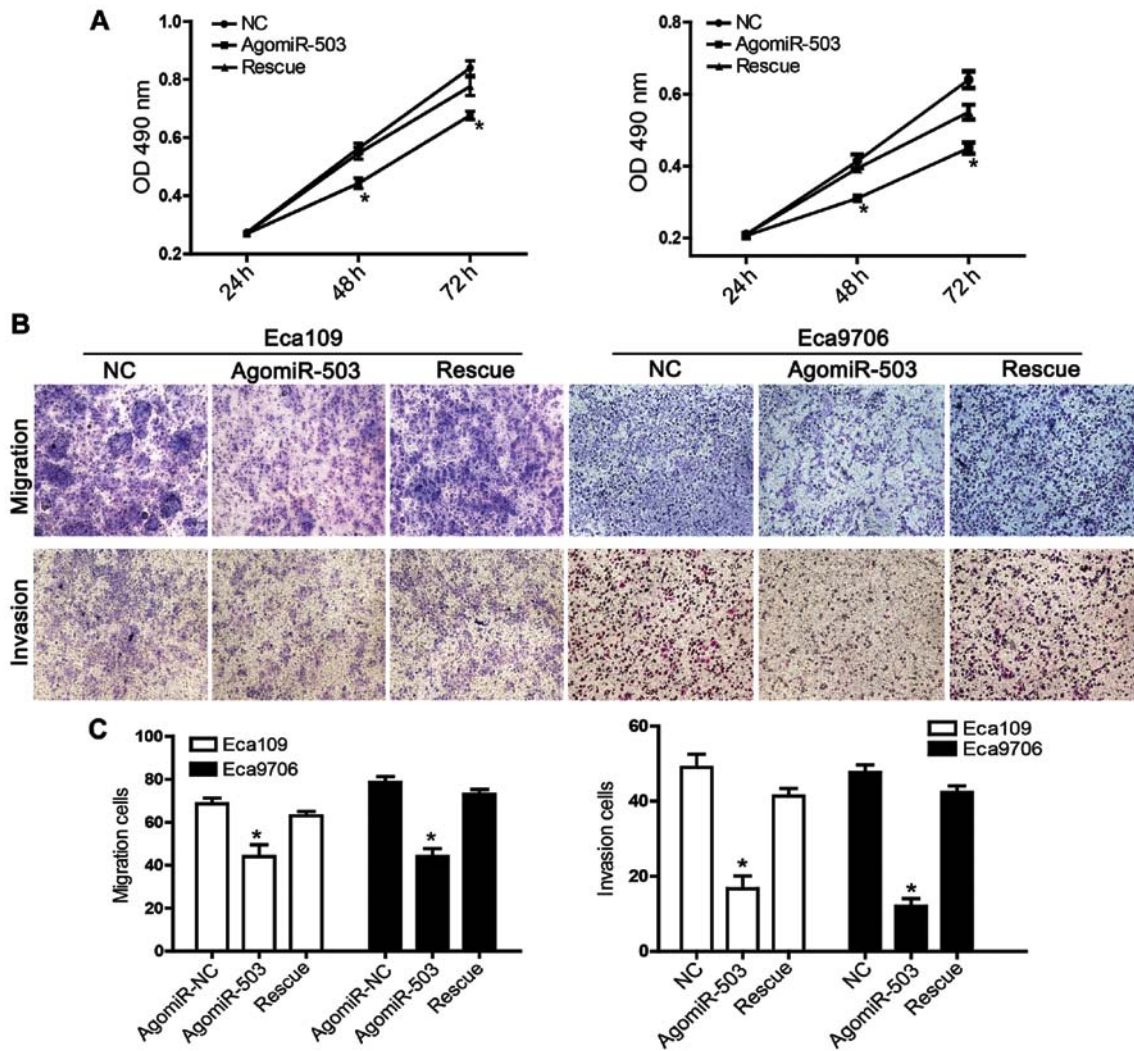 A
1.0
0.8
0.6
0.4
0.2
OD 490 nm
NC
AgomiR-503
Rescue
*
*
24h
48h
72h
0.8
0.6
0.4
0.2
OD 490 nm
NC
AgomiR-503
Rescue
*
*
24h
48h
72h
B
Eca109
Eca9706
NC
AgomiR-503
Rescue
NC
AgomiR-503
Rescue
Migration
Invasion
C
100
80
60
40
20
0
Migration cells
Eca109
Eca9706
*
*
AgomiR-NC
AgomiR-503
Rescue
AgomiR-NC
AgomiR-503
Rescue
60
40
20
0
Invasion cells
Eca109
Eca9706
*
*
NC
AgomiR-503
Rescue
NC
AgomiR-503
Rescue